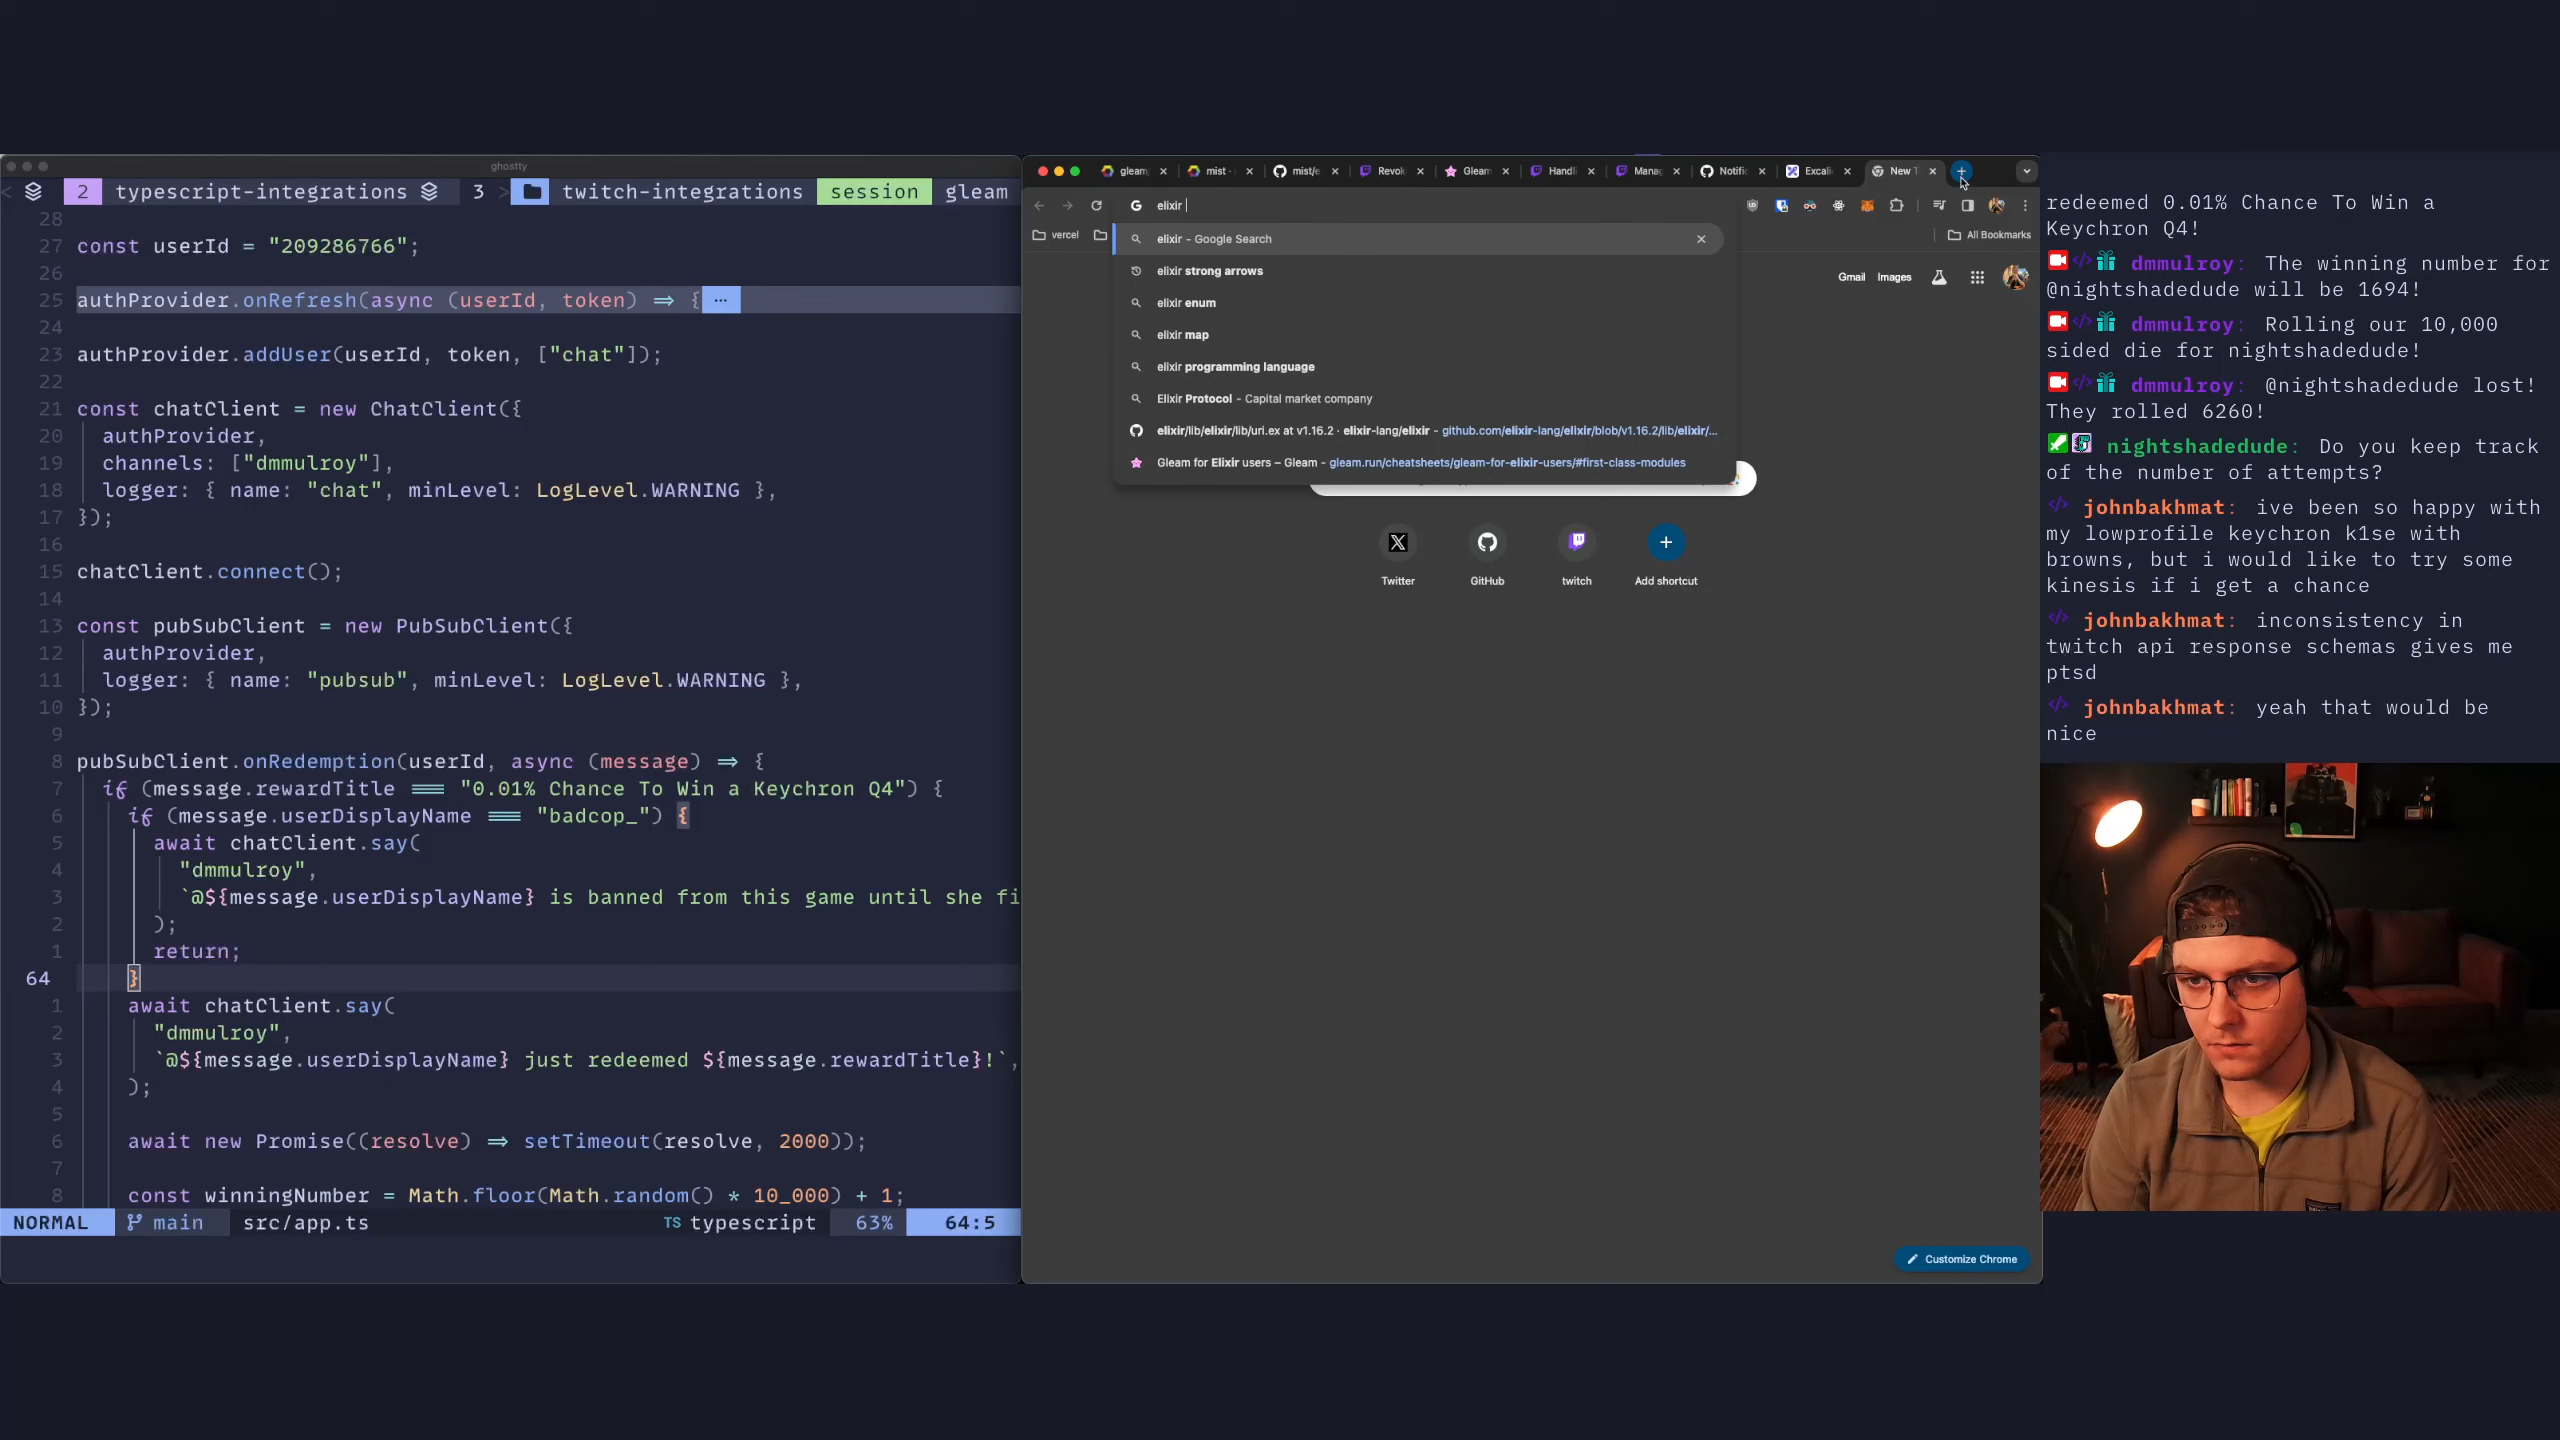 ghostty
2 typescript-integrations 3 twitch-integrations session gleam
28
27 const userId = "209286766";
26
25 authProvider.onRefresh(async (userId, token) => { ...
24
23 authProvider.addUser(userId, token, ["chat"]);
22
21 const chatClient = new ChatClient({
20 authProvider,
19 channels: ["dmmulroy"],
18 logger: { name: "chat", minLevel: LogLevel.WARNING },
17 });
16
15 chatClient.connect();
14
13 const pubSubClient = new PubSubClient({
12 authProvider,
11 logger: { name: "pubsub", minLevel: LogLevel.WARNING },
10 });
9
8 pubSubClient.onRedemption(userId, async (message) => {
7 if (message.rewardTitle === "0.01% Chance To Win a Keychron Q4") {
6 if (message.userDisplayName === "badcop_") {
5 await chatClient.say(
4 "dmmulroy",
3 `@${message.userDisplayName} is banned from this game until she fi
2 );
1 return;
64 }
1 await chatClient.say(
2 "dmmulroy",
3 `@${message.userDisplayName} just redeemed ${message.rewardTitle}!`,
4 );
5
6 await new Promise((resolve) => setTimeout(resolve, 2000));
7
8 const winningNumber = Math.floor(Math.random() * 10_000) + 1;
NORMAL main src/app.ts TS typescript 63% 64:5
gleam mist - mist/e Revok Gleam Handli Manag Notific Excali New T
elixir
vercel All Bookmarks
elixir - Google Search
elixir strong arrows
elixir enum
elixir map
elixir programming language
Elixir Protocol - Capital market company
elixir/lib/elixir/lib/uri.ex at v1.16.2 · elixir-lang/elixir - github.com/elixir-lang/elixir/blob/v1.16.2/lib/elixir/...
Gleam for Elixir users – Gleam - gleam.run/cheatsheets/gleam-for-elixir-users/#first-class-modules
Gmail Images
Twitter GitHub twitch Add shortcut
Customize Chrome
redeemed 0.01% Chance To Win a
Keychron Q4!
dmmulroy: The winning number for
@nightshadedude will be 1694!
dmmulroy: Rolling our 10,000
sided die for nightshadedude!
dmmulroy: @nightshadedude lost!
They rolled 6260!
nightshadedude: Do you keep track
of the number of attempts?
johnbakhmat: ive been so happy with
my lowprofile keychron k1se with
browns, but i would like to try some
kinesis if i get a chance
johnbakhmat: inconsistency in
twitch api response schemas gives me
ptsd
johnbakhmat: yeah that would be
nice